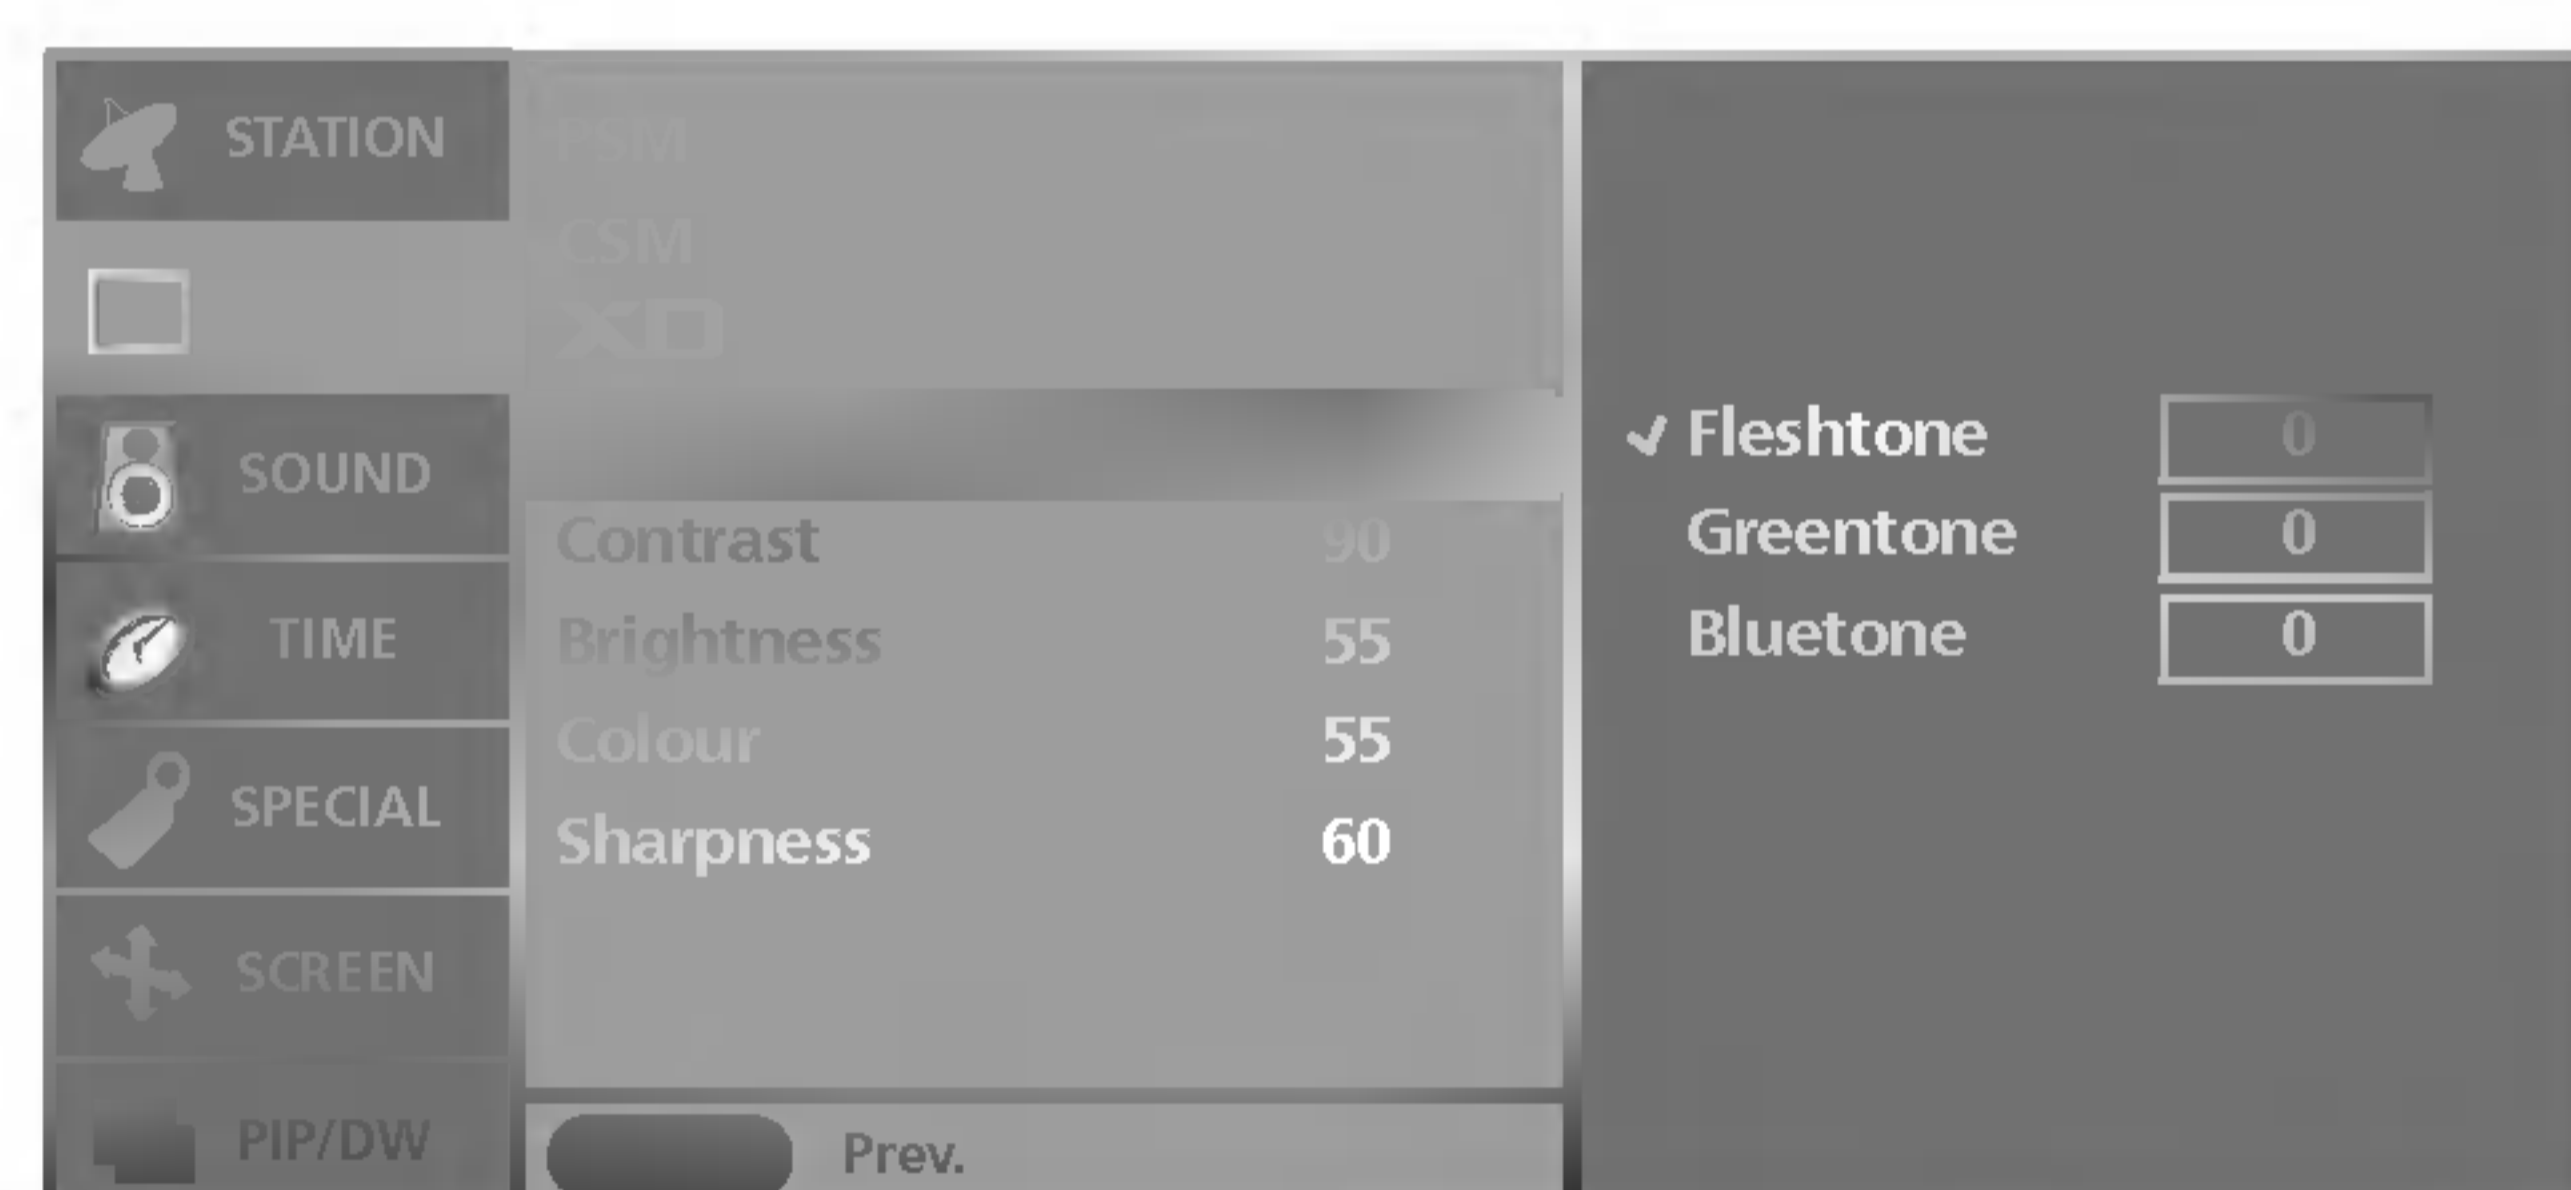 STATION
SOUND
TIME
SPECIAL
SCREEN
PIP/DW
PSM
CSM
XD
Contrast 90
Brightness 55
Colour 55
Sharpness 60
Prev.
✓ Fleshtone 0
Greentone 0
Bluetone 0